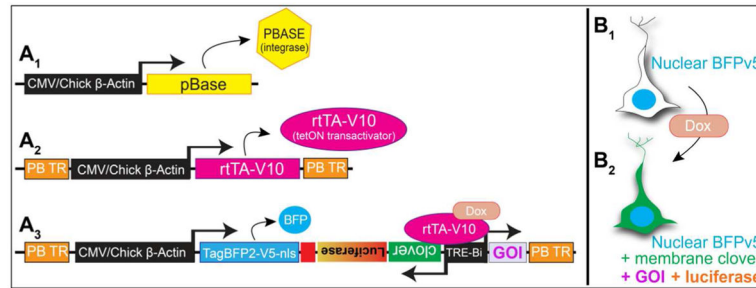 A1
CMV/Chick β-Actin
pBase
PBASE
(integrase)
A2
PB TR
CMV/Chick β-Actin
rtTA-V10
PB TR
rtTA-V10
(tetON transactivator)
A3
PB TR
CMV/Chick β-Actin
TagBFP2-V5-nls
BFP
Luciferase
clover
rtTA-V10
Dox
TRE-Bi
GOI
PB TR
B1
Nuclear BFPv5
Dox
B2
Nuclear BFPv5
+ membrane clover
+ GOI + luciferase